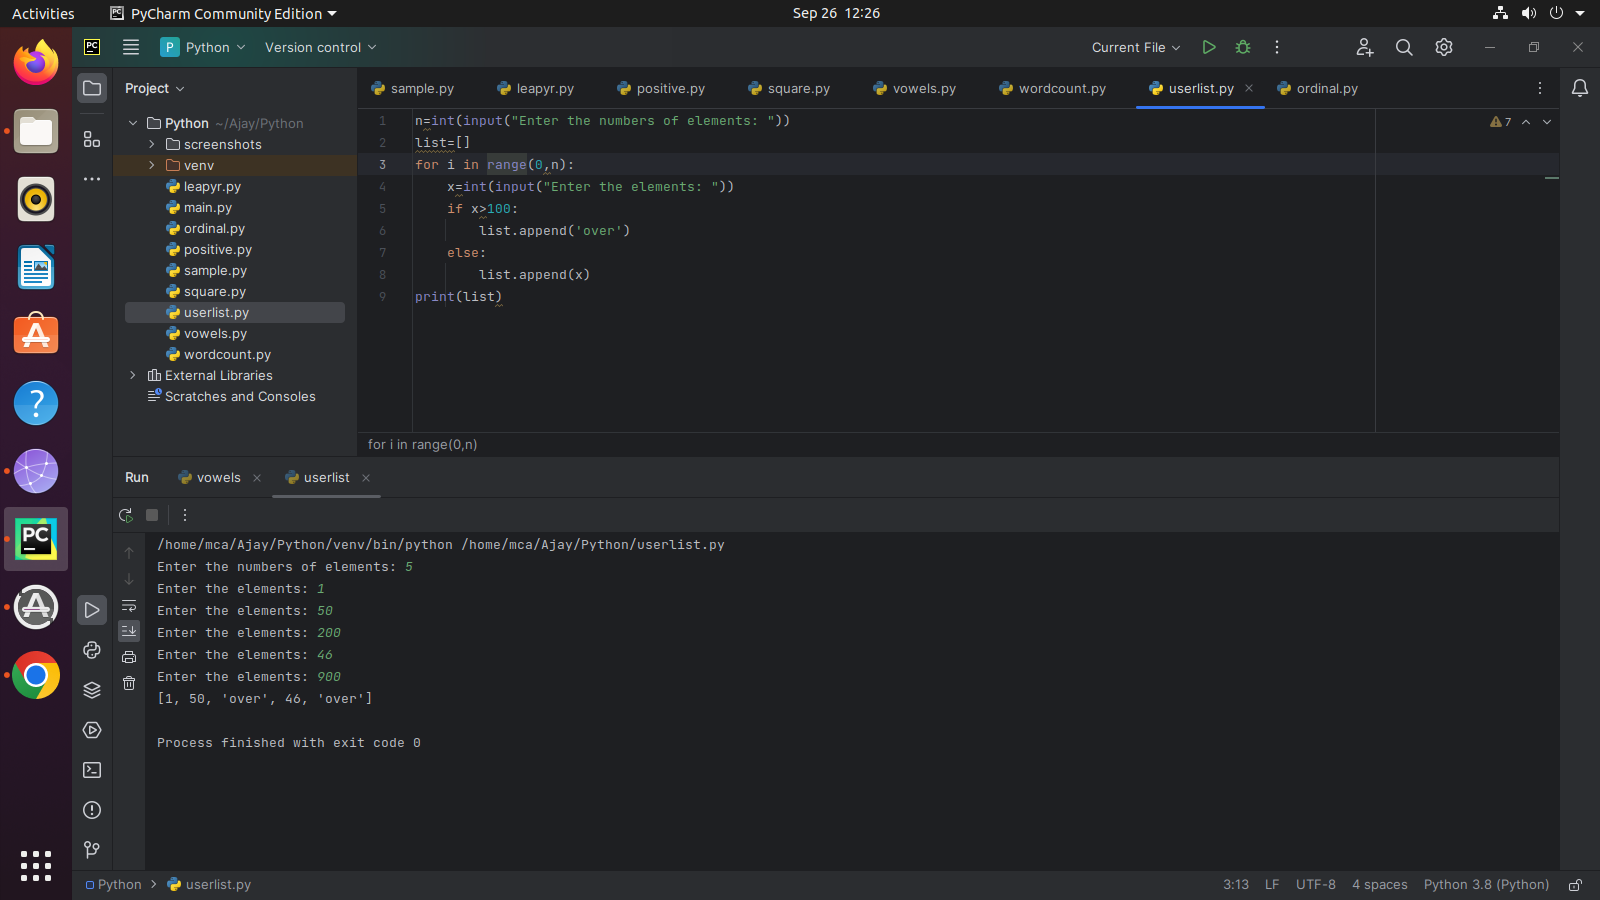 Activities
PyCharm Community Edition
Sep 26 12:26
PC
P Python
Version control
Current File
Project
sample.py
leapyr.py
positive.py
square.py
vowels.py
wordcount.py
userlist.py
ordinal.py
Python ~/Ajay/Python
screenshots
venv
leapyr.py
main.py
ordinal.py
positive.py
sample.py
square.py
userlist.py
vowels.py
wordcount.py
External Libraries
Scratches and Consoles
1 n=int(input("Enter the numbers of elements: "))
2 list=[]
3 for i in range(0,n):
4     x=int(input("Enter the elements: "))
5     if x>100:
6         list.append('over')
7     else:
8         list.append(x)
9 print(list)
7
for i in range(0,n)
Run
vowels
userlist
/home/mca/Ajay/Python/venv/bin/python /home/mca/Ajay/Python/userlist.py
Enter the numbers of elements: 5
Enter the elements: 1
Enter the elements: 50
Enter the elements: 200
Enter the elements: 46
Enter the elements: 900
[1, 50, 'over', 46, 'over']
Process finished with exit code 0
PC
Python > userlist.py
3:13
LF
UTF-8
4 spaces
Python 3.8 (Python)